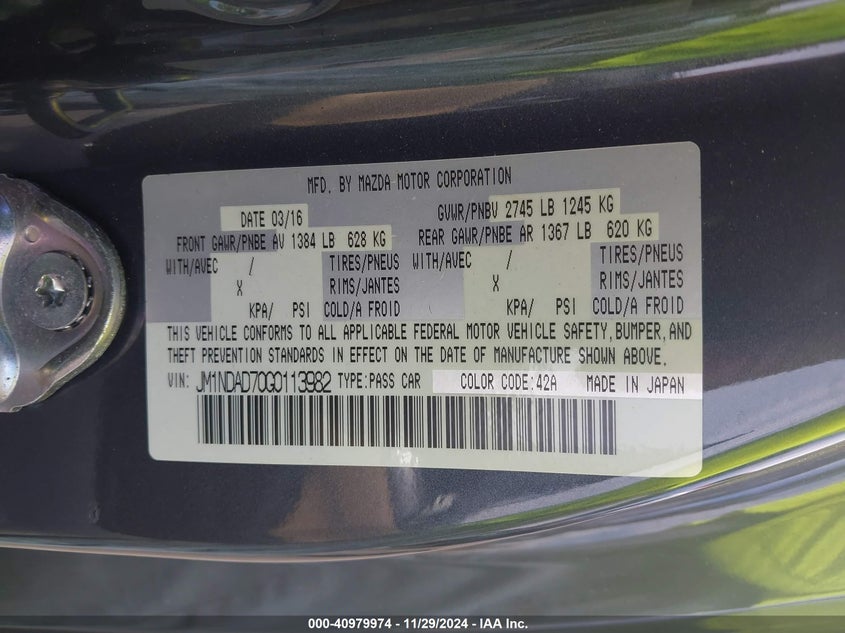 MFD. BY MAZDA MOTOR CORPORATION
DATE 03/16 GVWR/PNBV 2745 LB 1245 KG
FRONT GAWR/PNBE AV 1384 LB 628 KG REAR GAWR/PNBE AR 1367 LB 620 KG
WITH/AVEC / TIRES/PNEUS WITH/AVEC / TIRES/PNEUS
X RIMS/JANTES X RIMS/JANTES
KPA/ PSI COLD/A FROID KPA/ PSI COLD/A FROID
THIS VEHICLE CONFORMS TO ALL APPLICABLE FEDERAL MOTOR VEHICLE SAFETY, BUMPER, AND
THEFT PREVENTION STANDARDS IN EFFECT ON THE DATE OF MANUFACTURE SHOWN ABOVE.
VIN: JM1NDAD70G0113982 TYPE:PASS CAR COLOR CODE:42A MADE IN JAPAN
000-40979974 - 11/29/2024 - IAA Inc.